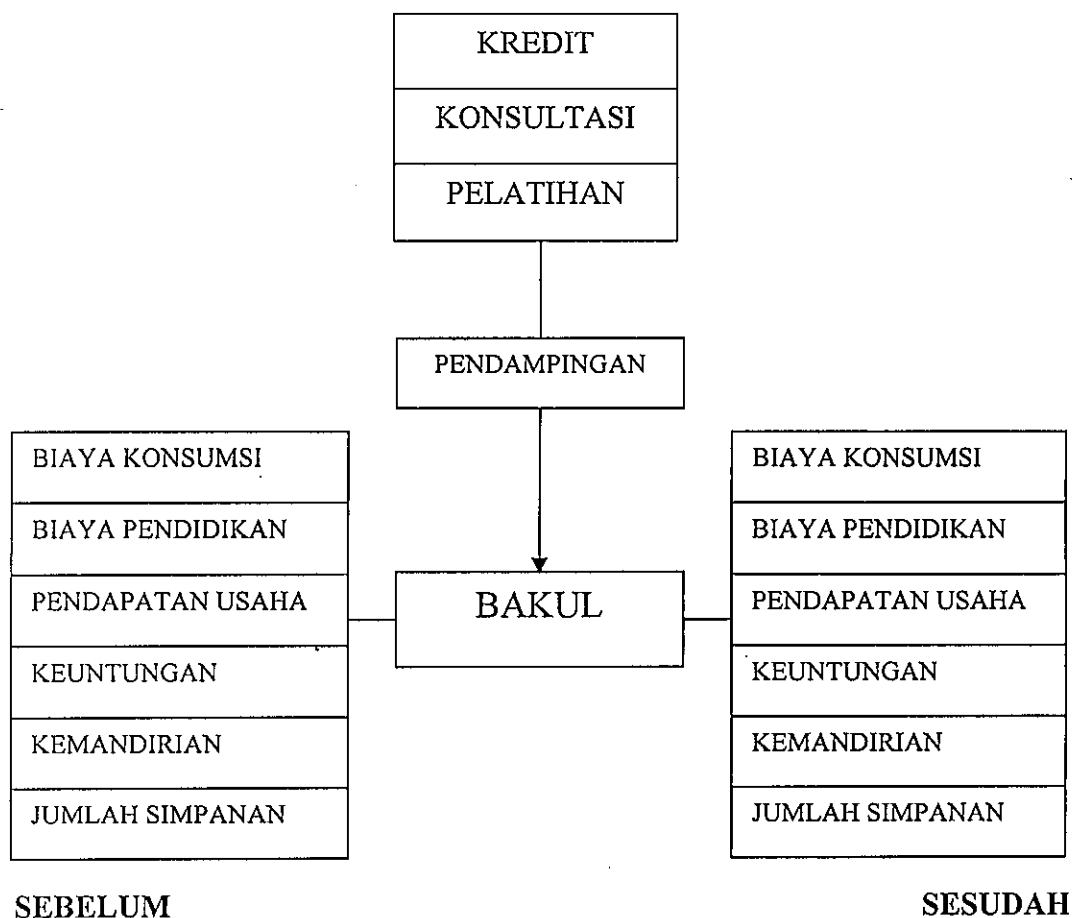 KREDIT
KONSULTASI
PELATIHAN
PENDAMPINGAN
BIAYA KONSUMSI
BIAYA PENDIDIKAN
PENDAPATAN USAHA
KEUNTUNGAN
KEMANDIRIAN
JUMLAH SIMPANAN
BAKUL
BIAYA KONSUMSI
BIAYA PENDIDIKAN
PENDAPATAN USAHA
KEUNTUNGAN
KEMANDIRIAN
JUMLAH SIMPANAN
SEBELUM
SESUDAH